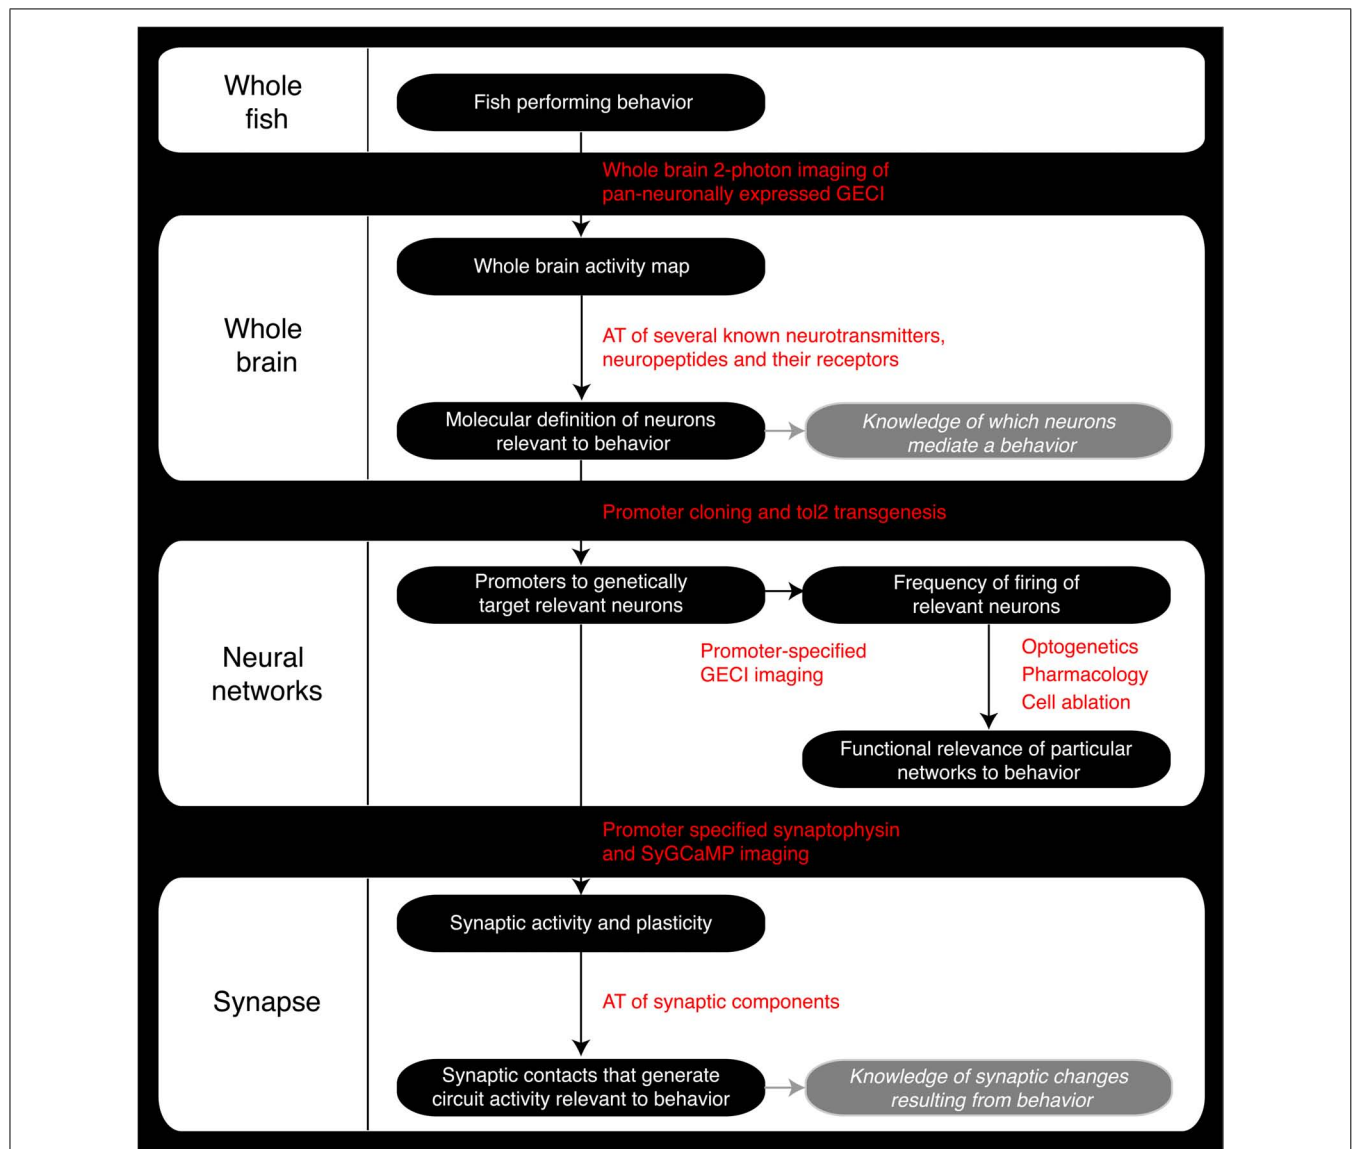 Whole
fish
Fish performing behavior
Whole brain 2-photon imaging of
pan-neuronally expressed GECI
Whole
brain
Whole brain activity map
AT of several known neurotransmitters,
neuropeptides and their receptors
Molecular definition of neurons
relevant to behavior
Knowledge of which neurons
mediate a behavior
Promoter cloning and tol2 transgenesis
Neural
networks
Promoters to genetically
target relevant neurons
Frequency of firing of
relevant neurons
Promoter-specified
GECI imaging
Optogenetics
Pharmacology
Cell ablation
Functional relevance of particular
networks to behavior
Promoter specified synaptophysin
and SyGCaMP imaging
Synapse
Synaptic activity and plasticity
AT of synaptic components
Synaptic contacts that generate
circuit activity relevant to behavior
Knowledge of synaptic changes
resulting from behavior